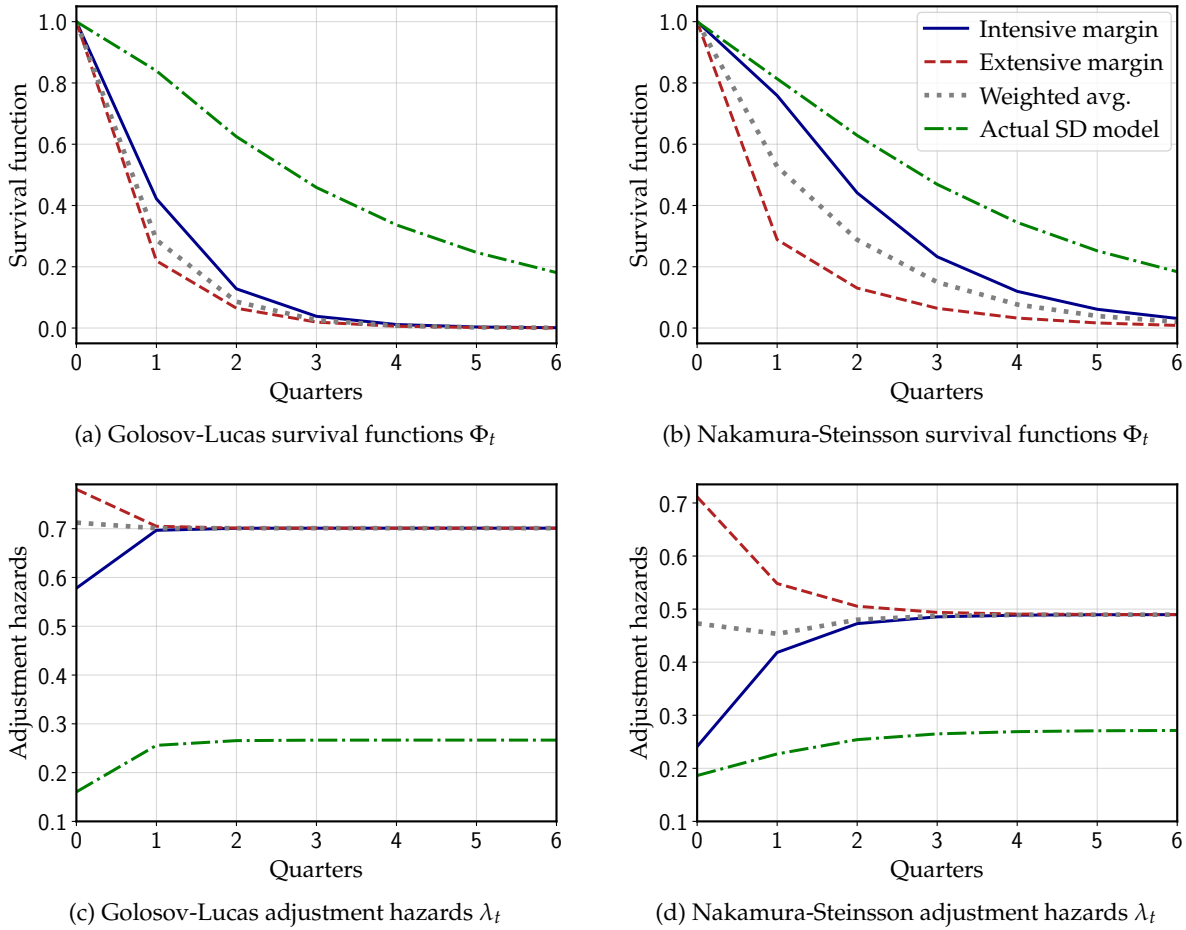 1.0
0.8
0.6
0.4
0.2
0.0
Survival function
0 1 2 3 4 5 6
Quarters
(a) Golosov-Lucas survival functions Φt
1.0
0.8
0.6
0.4
0.2
0.0
Survival function
Intensive margin
Extensive margin
Weighted avg.
Actual SD model
0 1 2 3 4 5 6
Quarters
(b) Nakamura-Steinsson survival functions Φt
0.7
0.6
0.5
0.4
0.3
0.2
0.1
Adjustment hazards
0 1 2 3 4 5 6
Quarters
(c) Golosov-Lucas adjustment hazards λt
0.7
0.6
0.5
0.4
0.3
0.2
0.1
Adjustment hazards
0 1 2 3 4 5 6
Quarters
(d) Nakamura-Steinsson adjustment hazards λt